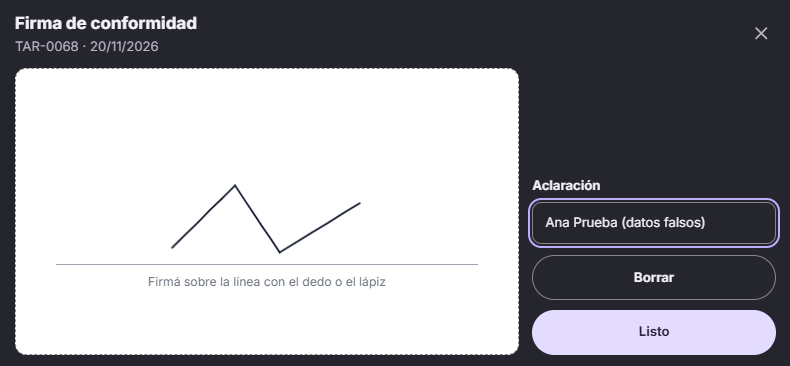 Firma de conformidad
TAR-0068 · 20/11/2026
Firmá sobre la línea con el dedo o el lápiz
Aclaración
Ana Prueba (datos falsos)
Borrar
Listo